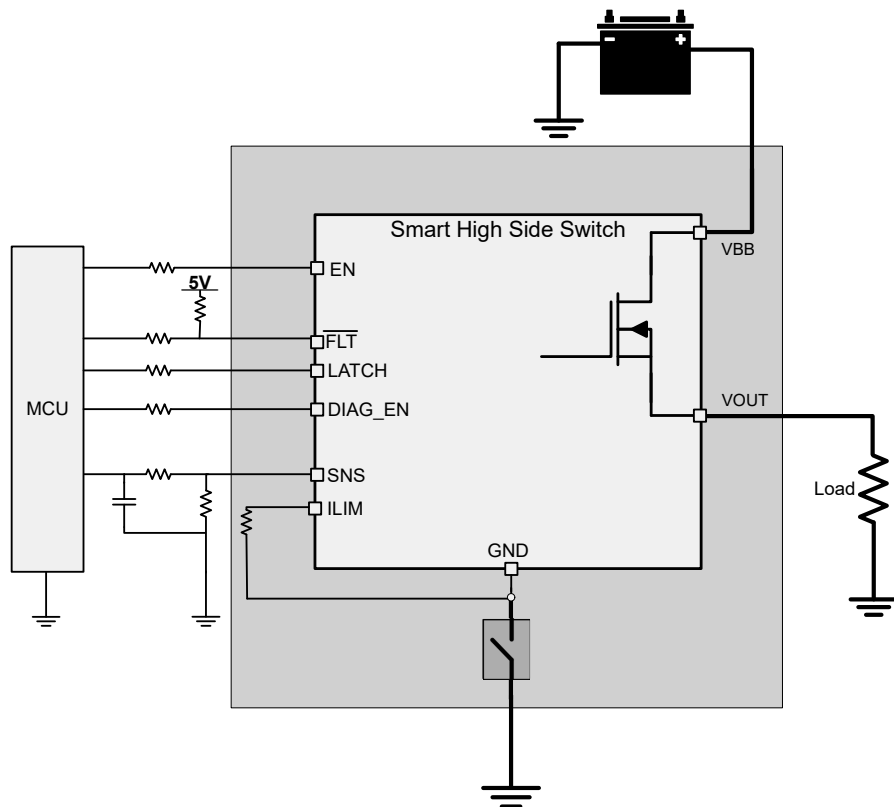 - +
Smart High Side Switch
VBB
EN
5V
FLT
LATCH
MCU
DIAG_EN
VOUT
SNS
Load
ILIM
GND